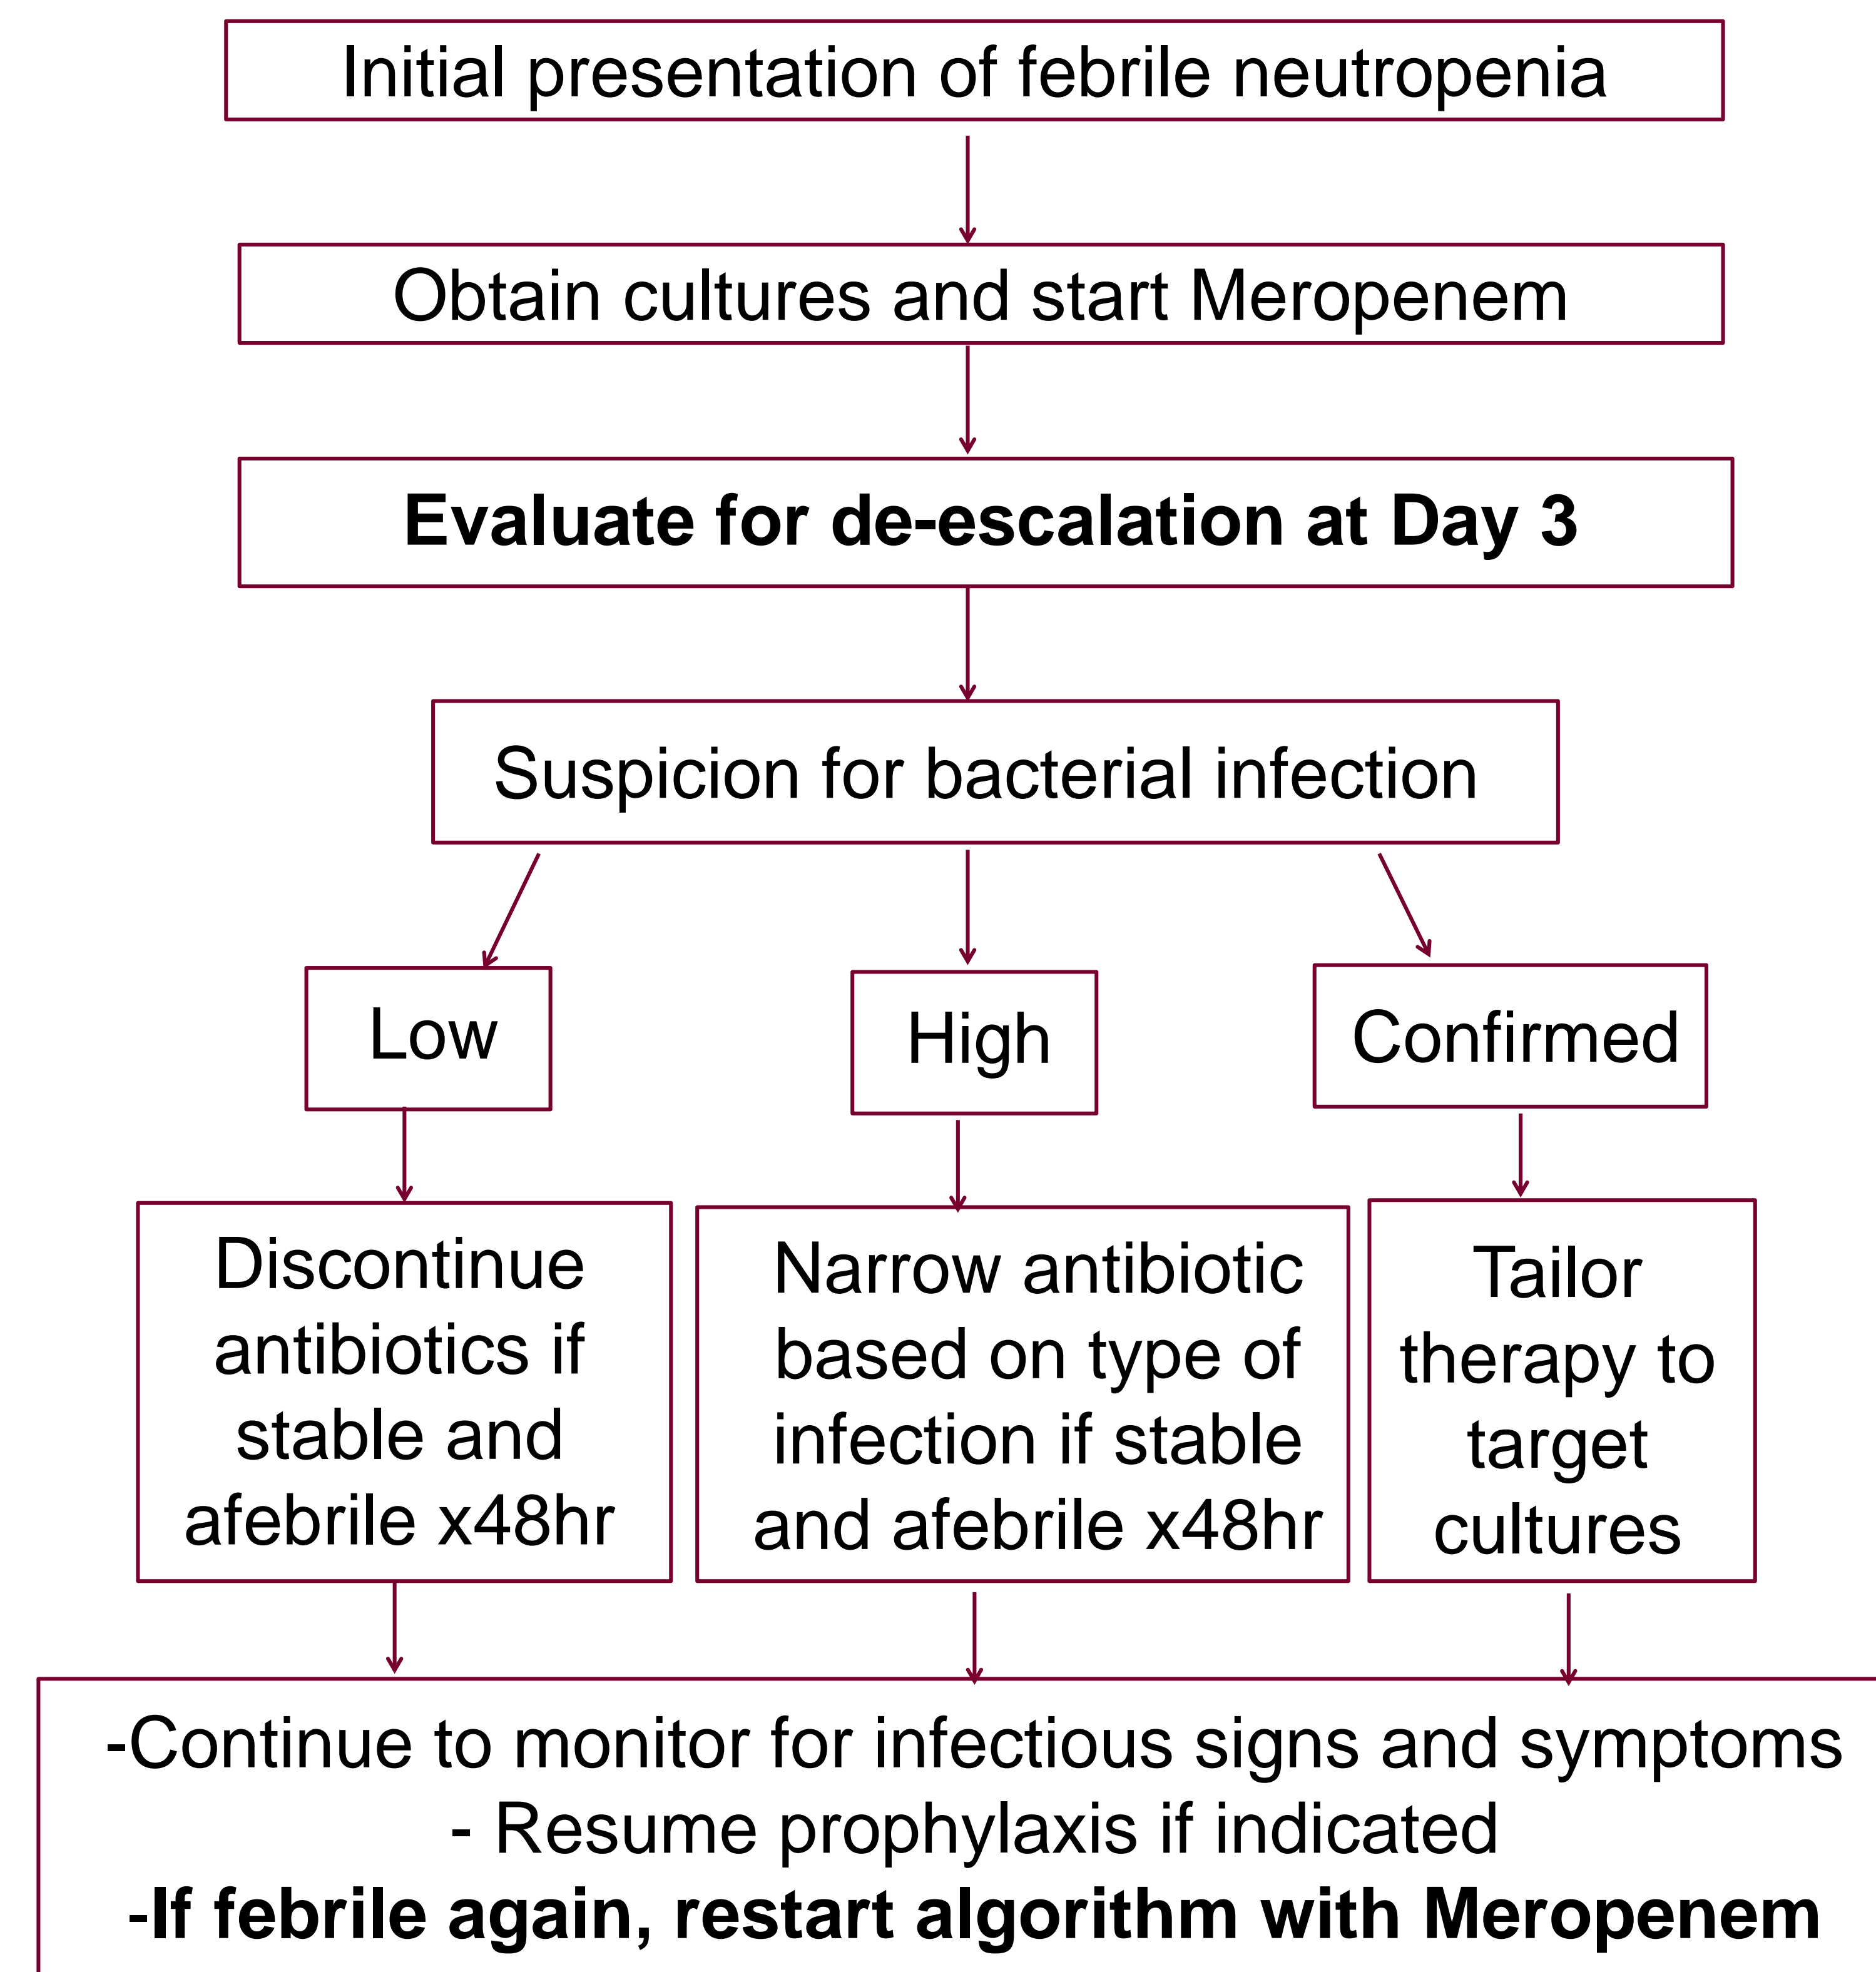 Initial presentation of febrile neutropenia
Obtain cultures and start Meropenem
Evaluate for de-escalation at Day 3
Suspicion for bacterial infection
Low
High
Confirmed
Discontinue
antibiotics if
stable and
afebrile x48hr
Narrow antibiotic
based on type of
infection if stable
and afebrile x48hr
Tailor
therapy to
target
cultures
-Continue to monitor for infectious signs and symptoms
- Resume prophylaxis if indicated
-If febrile again, restart algorithm with Meropenem